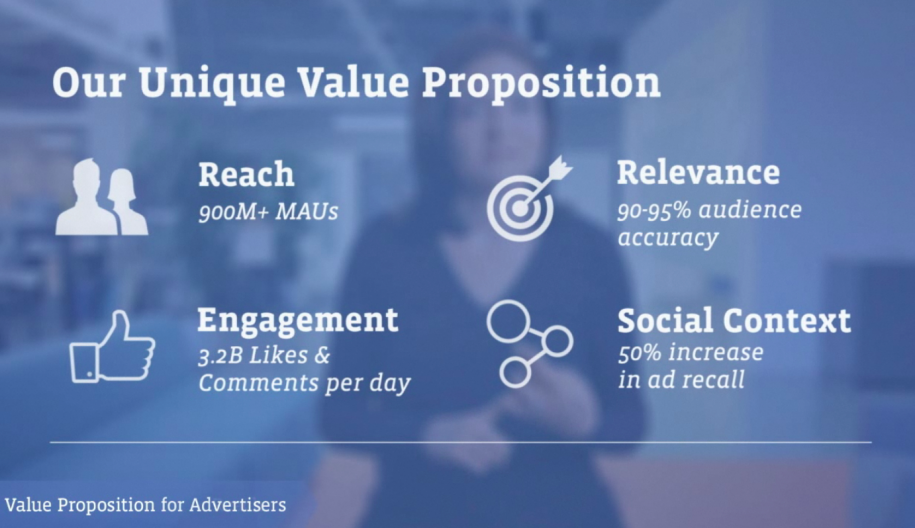 Our Unique Value Proposition
Reach
900M+ MAUs
Relevance
90-95% audience
accuracy
Engagement
3.2B Likes &
Comments per day
Social Context
50% increase
in ad recall
Value Proposition for Advertisers